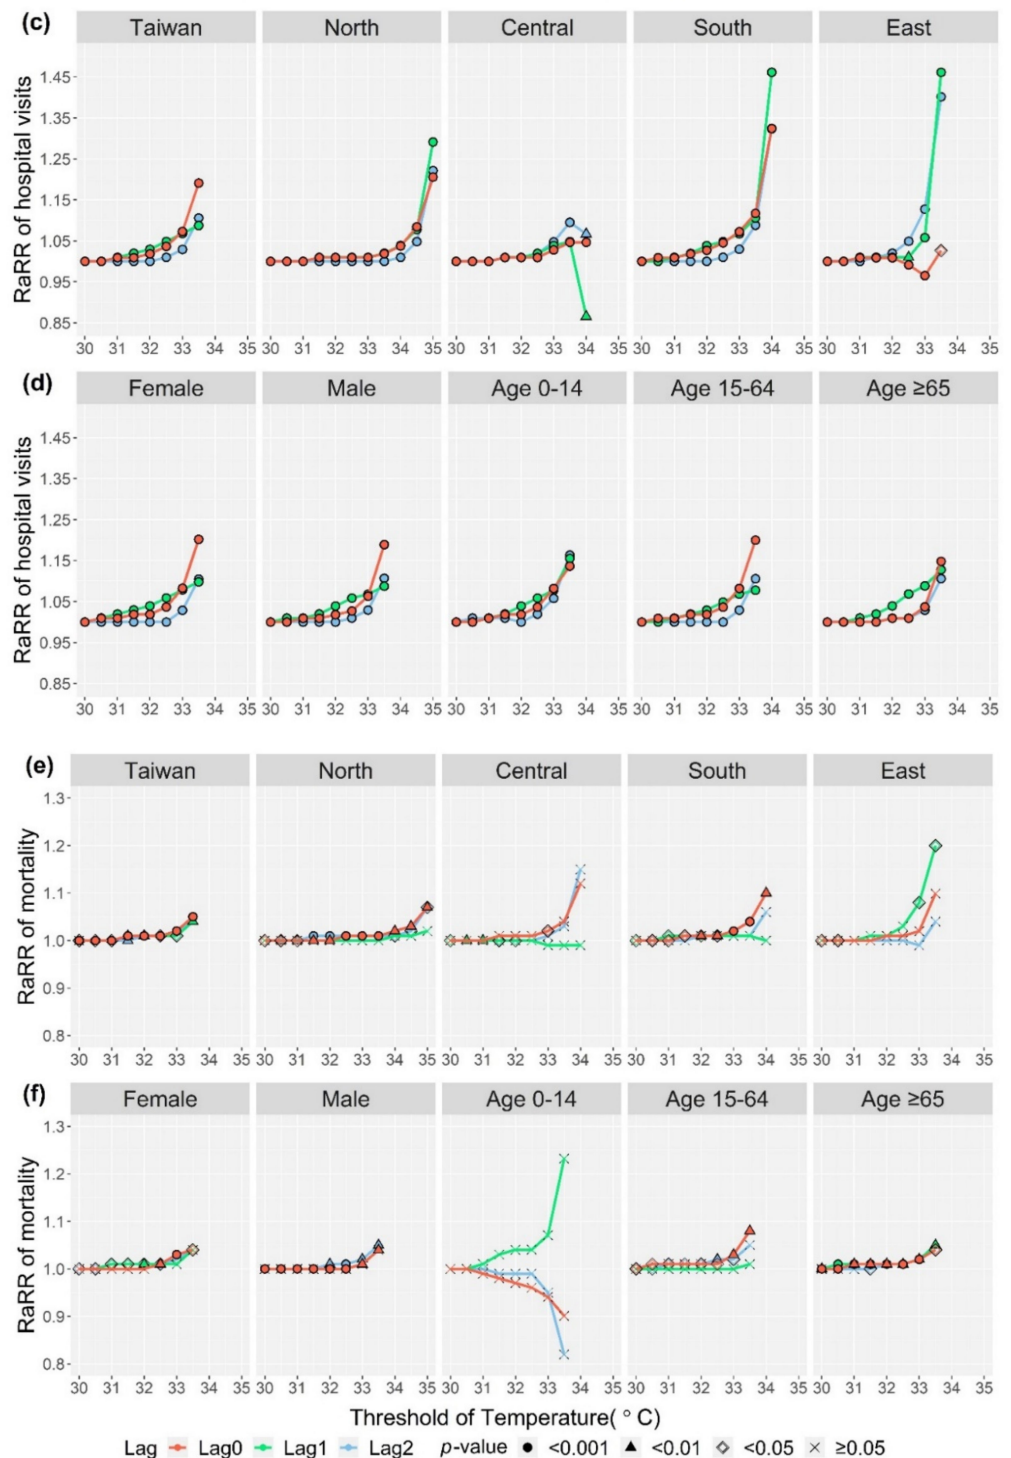 (c)
Taiwan North Central South East
RaRR of hospital visits
1.45
1.35
1.25
1.15
1.05
0.95
0.85
30 31 32 33 34 35 30 31 32 33 34 35 30 31 32 33 34 35 30 31 32 33 34 35 30 31 32 33 34 35
(d)
Female Male Age 0-14 Age 15-64 Age ≥65
RaRR of hospital visits
1.45
1.35
1.25
1.15
1.05
0.95
0.85
30 31 32 33 34 35 30 31 32 33 34 35 30 31 32 33 34 35 30 31 32 33 34 35 30 31 32 33 34 35
(e)
Taiwan North Central South East
RaRR of mortality
1.3
1.2
1.1
1.0
0.9
0.8
30 31 32 33 34 35 30 31 32 33 34 35 30 31 32 33 34 35 30 31 32 33 34 35 30 31 32 33 34 35
(f)
Female Male Age 0-14 Age 15-64 Age ≥65
RaRR of mortality
1.3
1.2
1.1
1.0
0.9
0.8
30 31 32 33 34 35 30 31 32 33 34 35 30 31 32 33 34 35 30 31 32 33 34 35 30 31 32 33 34 35
Threshold of Temperature( ° C)
Lag Lag0 Lag1 Lag2 p-value <0.001 <0.01 <0.05 ≥0.05